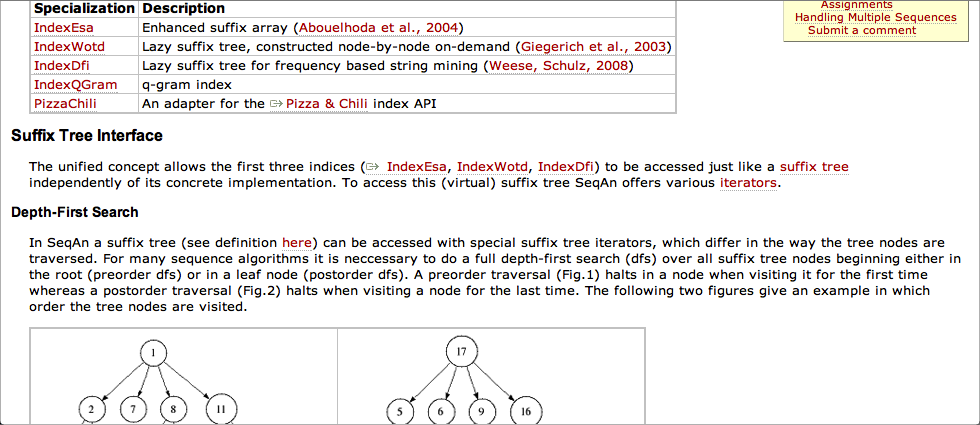 Specialization Description
IndexEsa Enhanced suffix array (Abouelhoda et al., 2004)
IndexWotd Lazy suffix tree, constructed node-by-node on-demand (Giegerich et al., 2003)
IndexDfi Lazy suffix tree for frequency based string mining (Weese, Schulz, 2008)
IndexQGram q-gram index
PizzaChili An adapter for the Pizza & Chili index API
Assignments
Handling Multiple Sequences
Submit a comment
Suffix Tree Interface
The unified concept allows the first three indices ( IndexEsa, IndexWotd, IndexDfi) to be accessed just like a suffix tree
independently of its concrete implementation. To access this (virtual) suffix tree SeqAn offers various iterators.
Depth-First Search
In SeqAn a suffix tree (see definition here) can be accessed with special suffix tree iterators, which differ in the way the tree nodes are
traversed. For many sequence algorithms it is neccessary to do a full depth-first search (dfs) over all suffix tree nodes beginning either in
the root (preorder dfs) or in a leaf node (postorder dfs). A preorder traversal (Fig.1) halts in a node when visiting it for the first time
whereas a postorder traversal (Fig.2) halts when visiting a node for the last time. The following two figures give an example in which
order the tree nodes are visited.
1
2 7 8 11
17
5 6 9 16